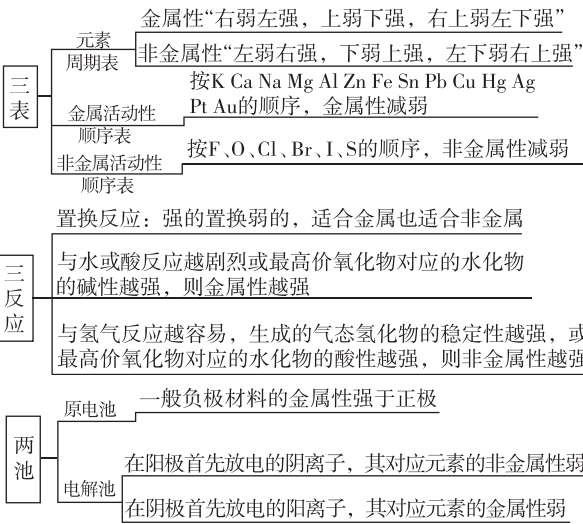 三表
元素
周期表
金属性“右弱左强，上弱下强，右上弱左下强”
非金属性“左弱右强，下弱上强，左下弱右上强”
金属活动性
顺序表
按K Ca Na Mg Al Zn Fe Sn Pb Cu Hg Ag
Pt Au的顺序，金属性减弱
非金属活动性
顺序表
按F、O、Cl、Br、I、S的顺序，非金属性减弱
三反应
置换反应：强的置换弱的，适合金属也适合非金属
与水或酸反应越剧烈或最高价氧化物对应的水化物
的碱性越强，则金属性越强
与氢气反应越容易，生成的气态氢化物的稳定性越强，或
最高价氧化物对应的水化物的酸性越强，则非金属性越强
两池
原电池
一般负极材料的金属性强于正极
电解池
在阳极首先放电的阴离子，其对应元素的非金属性弱
在阴极首先放电的阳离子，其对应元素的金属性弱